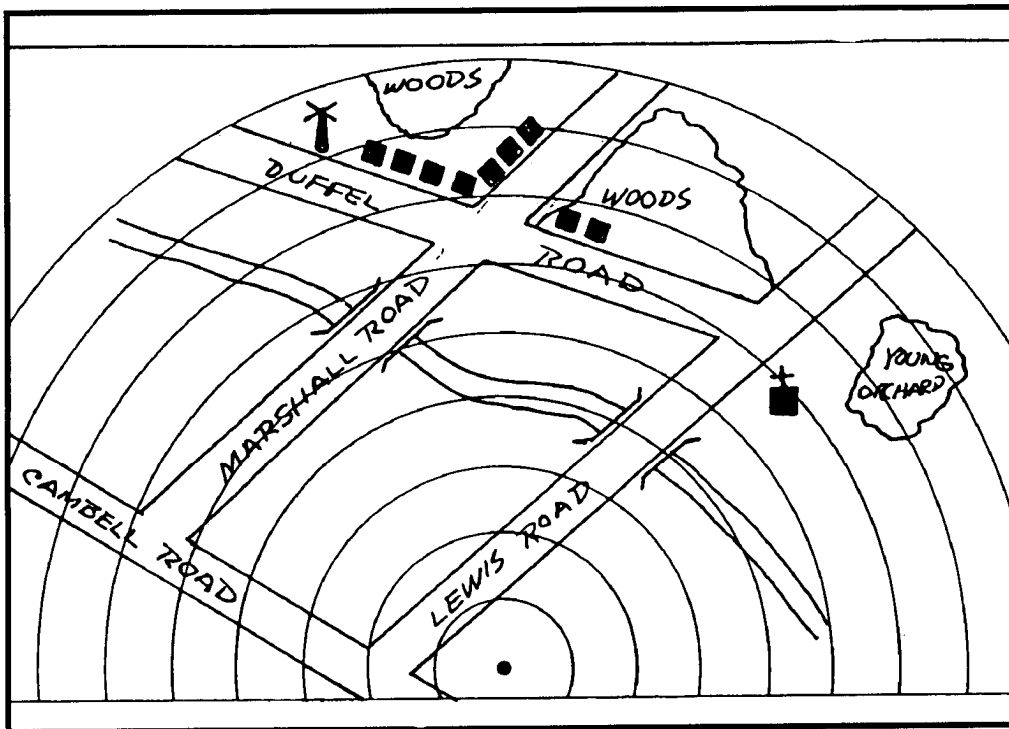 WOODS
DUFFEL
WOODS
ROAD
MARSHALL ROAD
YOUNG
ORCHARD
CAMBELL ROAD
LEWIS ROAD